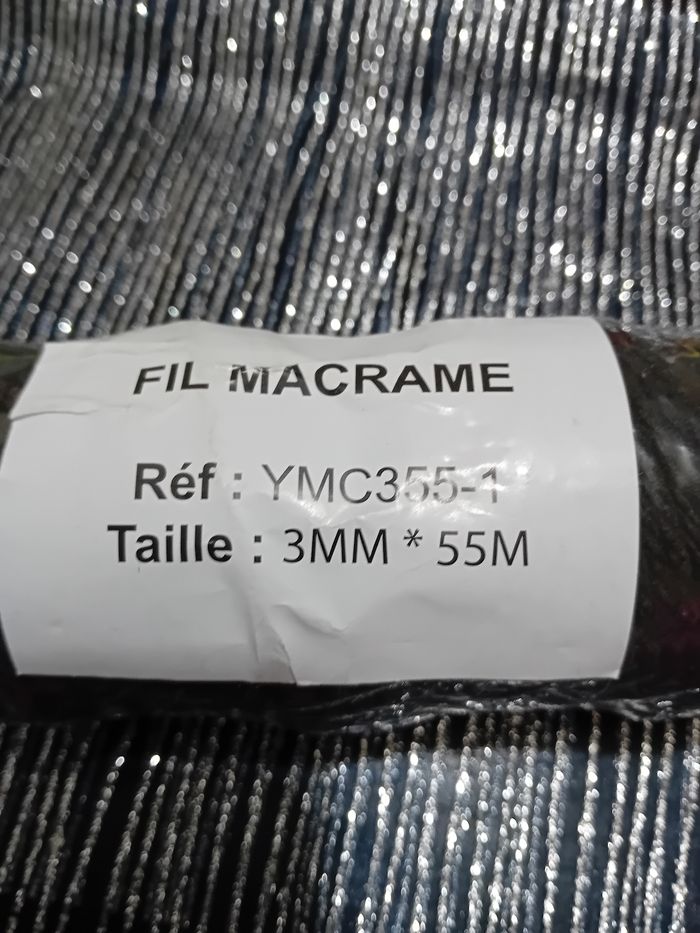 FIL MACRAME
Réf : YMC355-1
Taille : 3MM * 55M